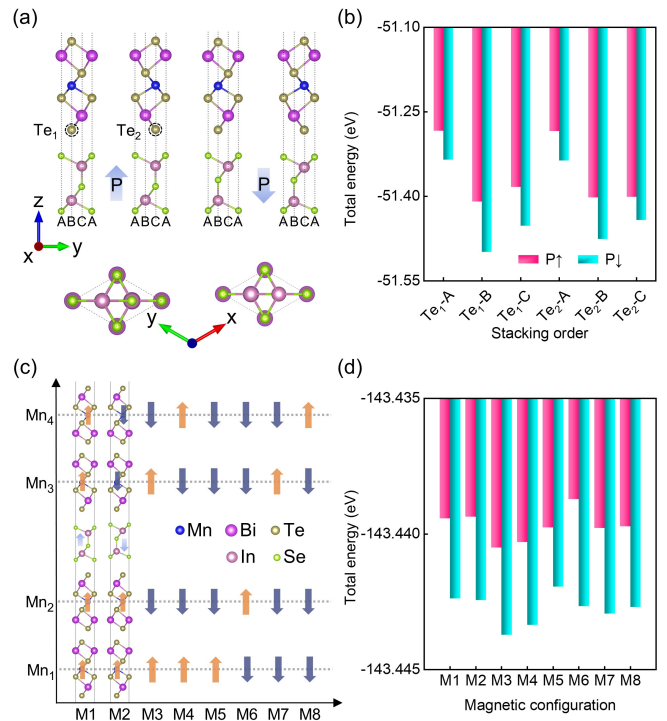 (a)
Te₁
Te₂
P
P
ABCA
ABCA
ABCA
ABCA
z
x
y
y
x
(b)
-51.10
-51.25
-51.40
-51.55
Total energy (eV)
P↑
P↓
Te₁-A
Te₁-B
Te₁-C
Te₂-A
Te₂-B
Te₂-C
Stacking order
(c)
Mn₄
Mn₃
Mn₂
Mn₁
Mn
Bi
Te
In
Se
M1 M2 M3 M4 M5 M6 M7 M8
(d)
-143.435
-143.440
-143.445
Total energy (eV)
M1 M2 M3 M4 M5 M6 M7 M8
Magnetic configuration